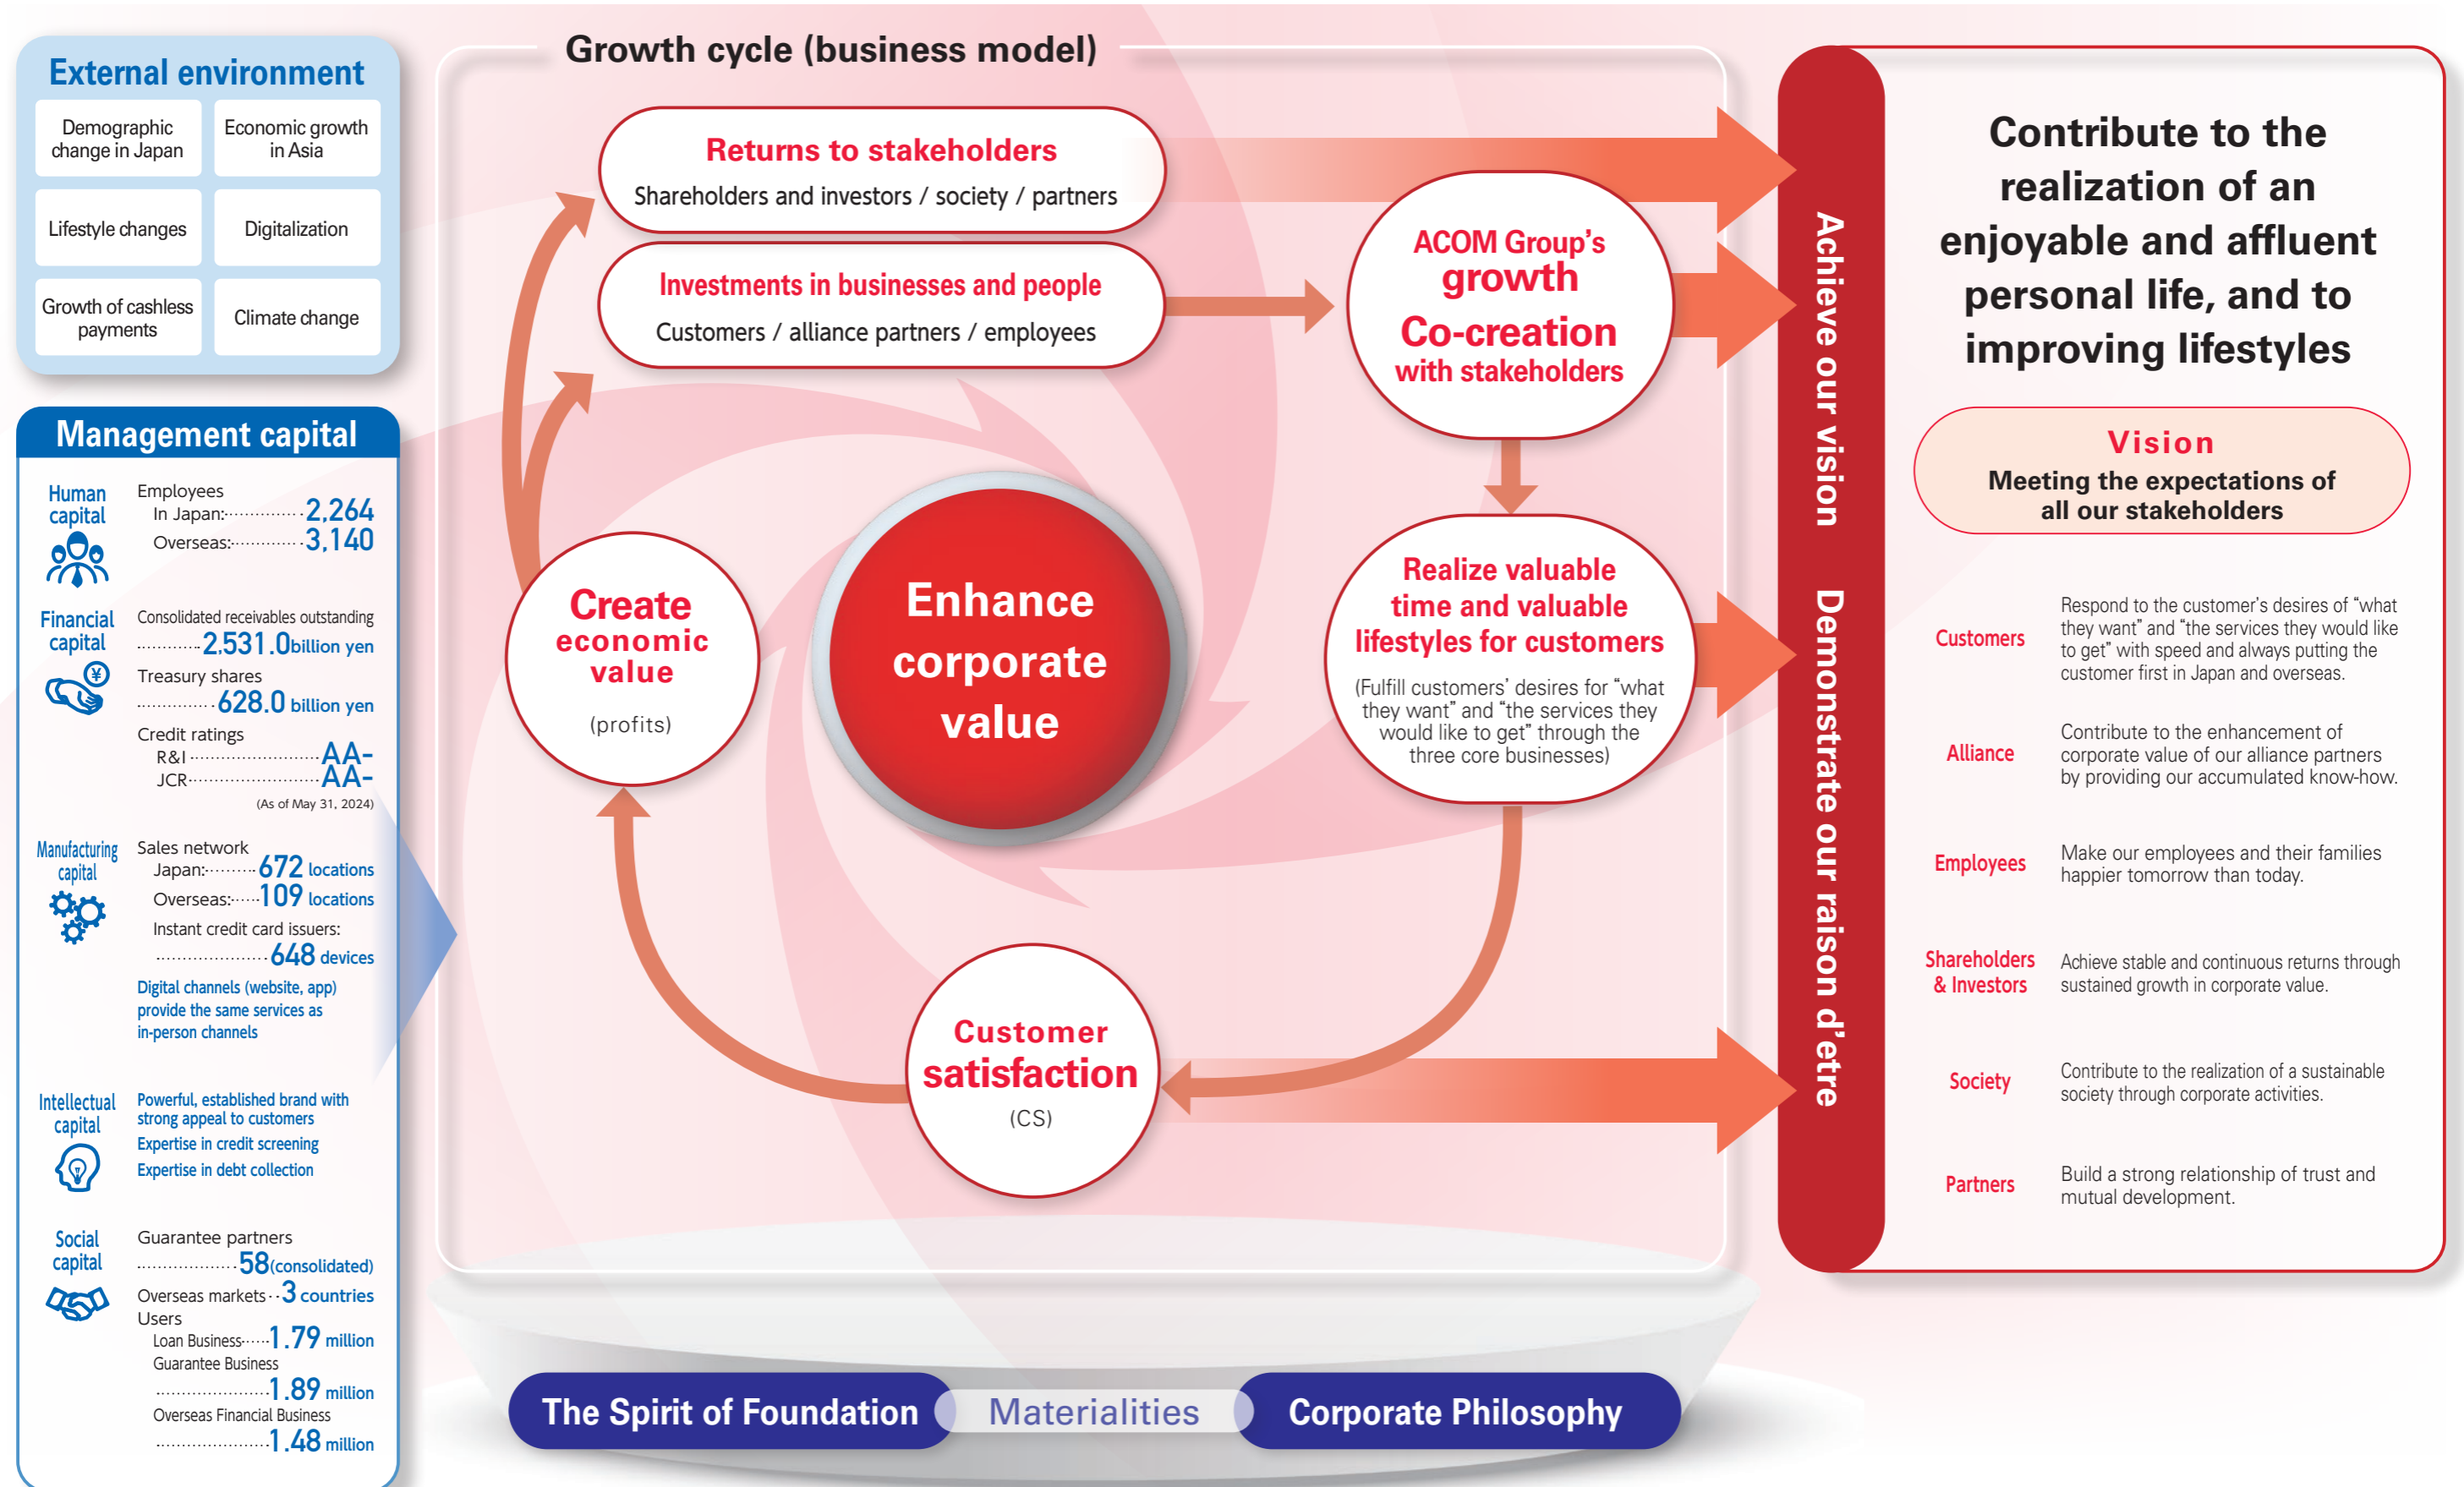 External environment
Demographic
change in Japan
Economic growth
in Asia
Lifestyle changes
Digitalization
Growth of cashless
payments
Climate change
Management capital
Human
capital
Employees
In Japan: 2,264
Overseas: 3,140
Financial
capital
Consolidated receivables outstanding
2,531.0 billion yen
Treasury shares
628.0 billion yen
Credit ratings
R&I AA-
JCR AA-
(As of May 31, 2024)
Manufacturing
capital
Sales network
Japan: 672 locations
Overseas: 109 locations
Instant credit card issuers:
648 devices
Digital channels (website, app)
provide the same services as
in-person channels
Intellectual
capital
Powerful, established brand with
strong appeal to customers
Expertise in credit screening
Expertise in debt collection
Social
capital
Guarantee partners
58 (consolidated)
Overseas markets 3 countries
Users
Loan Business 1.79 million
Guarantee Business
1.89 million
Overseas Financial Business
1.48 million
Growth cycle (business model)
Returns to stakeholders
Shareholders and investors / society / partners
Investments in businesses and people
Customers / alliance partners / employees
ACOM Group's
growth
Co-creation
with stakeholders
Realize valuable
time and valuable
lifestyles for customers
(Fulfill customers' desires for "what
they want" and "the services they
would like to get" through the
three core businesses)
Customer
satisfaction
(CS)
Create
economic
value
(profits)
Enhance
corporate
value
The Spirit of Foundation
Materialities
Corporate Philosophy
Achieve our vision
Demonstrate our raison d'etre
Contribute to the
realization of an
enjoyable and affluent
personal life, and to
improving lifestyles
Vision
Meeting the expectations of
all our stakeholders
Customers
Respond to the customer's desires of "what
they want" and "the services they would like
to get" with speed and always putting the
customer first in Japan and overseas.
Alliance
Contribute to the enhancement of
corporate value of our alliance partners
by providing our accumulated know-how.
Employees
Make our employees and their families
happier tomorrow than today.
Shareholders
& Investors
Achieve stable and continuous returns through
sustained growth in corporate value.
Society
Contribute to the realization of a sustainable
society through corporate activities.
Partners
Build a strong relationship of trust and
mutual development.